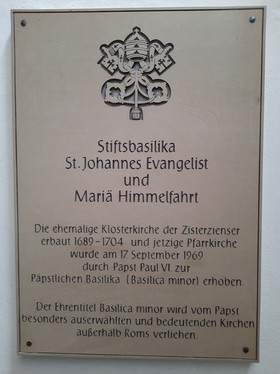 Stiftsbasilika
St. Johannes Evangelist
und
Mariä Himmelfahrt
Die ehemalige Klosterkirche der Zisterzienser
erbaut 1689-1704 und jetzige Pfarrkirche
wurde am 17 September 1969
durch Papst Paul VI. zur
Päpstlichen Basilika (Basilica minor) erhoben.
Der Ehrentitel Basilica minor wird vom Papst
besonders auserwählten und bedeutenden Kirchen
außerhalb Roms verliehen.